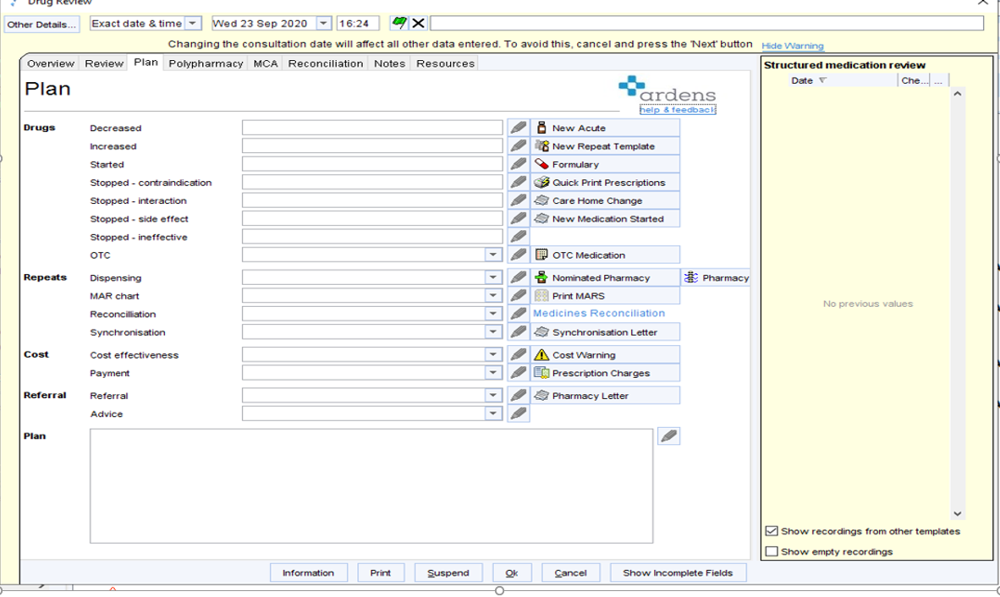 Drug Review
Other Details... Exact date & time Wed 23 Sep 2020 16:24
Changing the consultation date will affect all other data entered. To avoid this, cancel and press the 'Next' button Hide Warning
Overview Review Plan Polypharmacy MCA Reconciliation Notes Resources
Plan
ardens
help & feedback
Drugs Decreased New Acute
Increased New Repeat Template
Started Formulary
Stopped - contraindication Quick Print Prescriptions
Stopped - interaction Care Home Change
Stopped - side effect New Medication Started
Stopped - ineffective
OTC OTC Medication
Repeats Dispensing Nominated Pharmacy Pharmacy
MAR chart Print MARS
Reconcilliation Medicines Reconciliation
Synchronisation Synchronisation Letter
Cost Cost effectiveness Cost Warning
Payment Prescription Charges
Referral Referral Pharmacy Letter
Advice
Plan
Information Print Suspend Ok Cancel Show Incomplete Fields
Structured medication review
Date Che... ...
No previous values
Show recordings from other templates
Show empty recordings